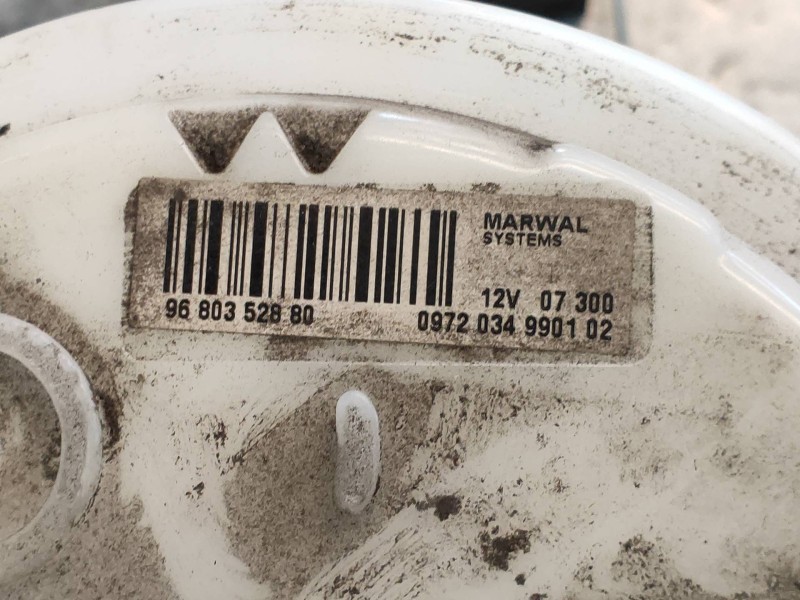 MARWAL
SYSTEMS
12V 07 300
96 803 528 80
0972 034 9901 02